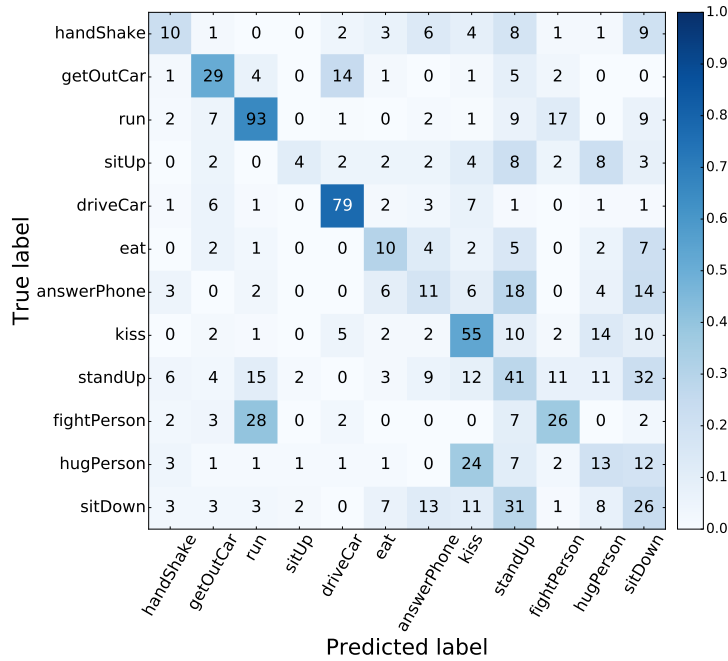 handShake 10 1 0 0 2 3 6 4 8 1 1 9
getOutCar 1 29 4 0 14 1 0 1 5 2 0 0
run 2 7 93 0 1 0 2 1 9 17 0 9
sitUp 0 2 0 4 2 2 2 4 8 2 8 3
driveCar 1 6 1 0 79 2 3 7 1 0 1 1
eat 0 2 1 0 0 10 4 2 5 0 2 7
answerPhone 3 0 2 0 0 6 11 6 18 0 4 14
kiss 0 2 1 0 5 2 2 55 10 2 14 10
standUp 6 4 15 2 0 3 9 12 41 11 11 32
fightPerson 2 3 28 0 2 0 0 0 7 26 0 2
hugPerson 3 1 1 1 1 1 0 24 7 2 13 12
sitDown 3 3 3 2 0 7 13 11 31 1 8 26
handShake getOutCar run sitUp driveCar eat answerPhone kiss standUp fightPerson hugPerson sitDown
Predicted label
True label
1.0
0.9
0.8
0.7
0.6
0.5
0.4
0.3
0.2
0.1
0.0